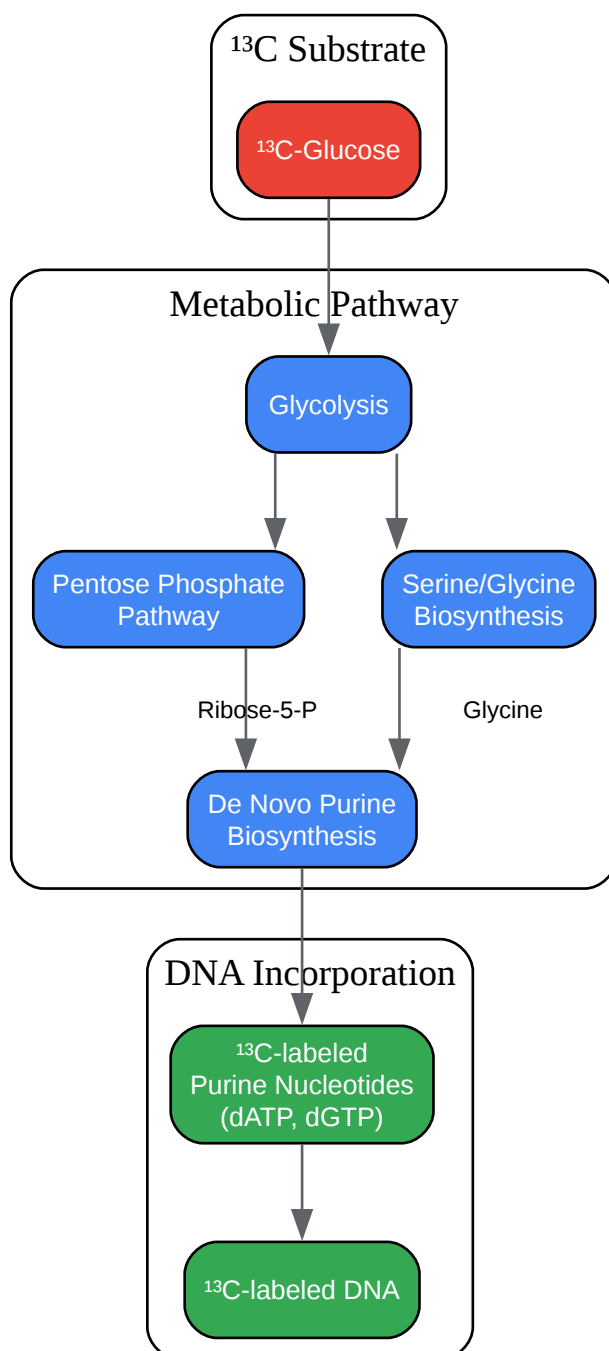 ¹³C Substrate
¹³C-Glucose
Metabolic Pathway
Glycolysis
Pentose Phosphate
Pathway
Serine/Glycine
Biosynthesis
Ribose-5-P
Glycine
De Novo Purine
Biosynthesis
DNA Incorporation
¹³C-labeled
Purine Nucleotides
(dATP, dGTP)
¹³C-labeled DNA